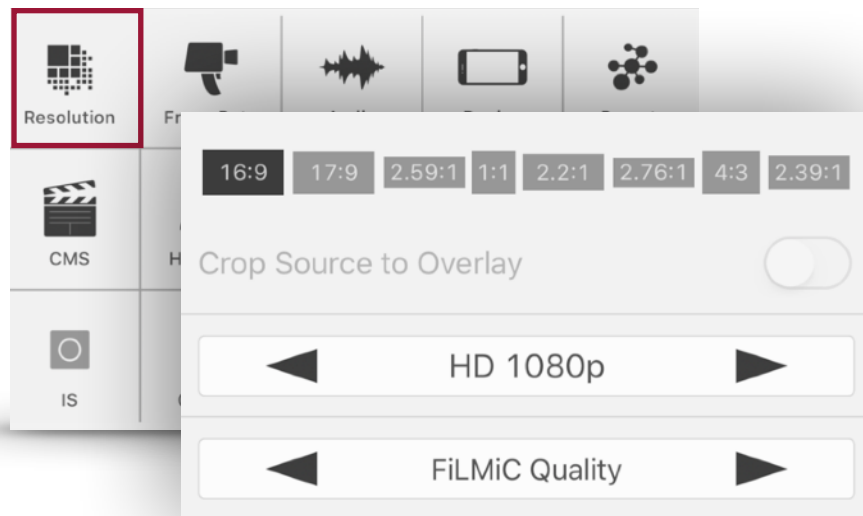 Resolution
CMS
IS
16:9 17:9 2.59:1 1:1 2.2:1 2.76:1 4:3 2.39:1
Crop Source to Overlay
HD 1080p
FiLMiC Quality